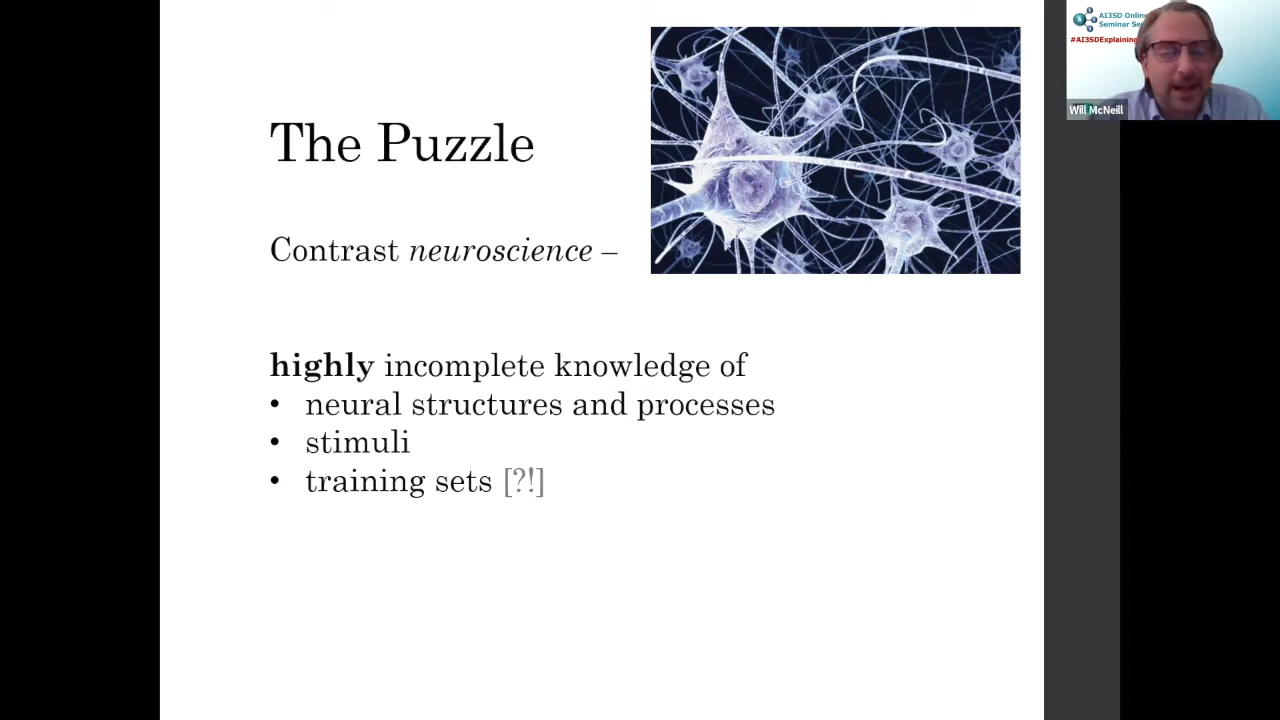 The Puzzle
Contrast neuroscience –
highly incomplete knowledge of
• neural structures and processes
• stimuli
• training sets [?!]
AI3SD Online
Seminar Se
#AI3SDExplaining
Will McNeill